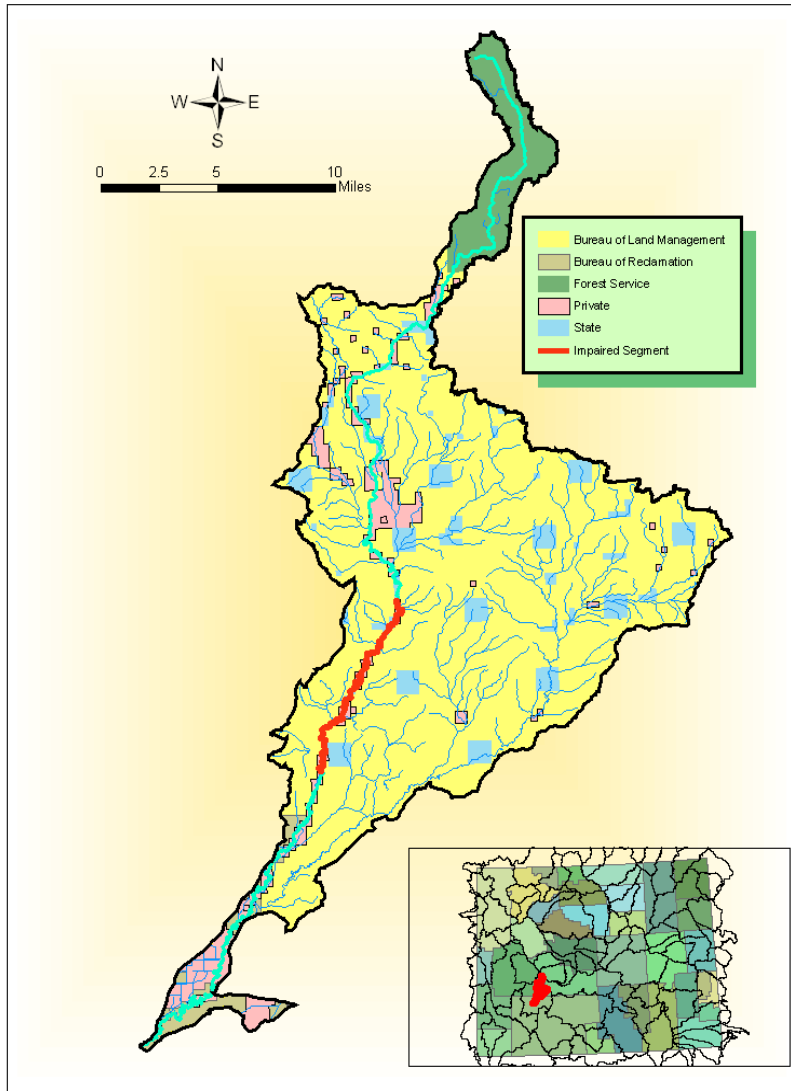 N
W E
S
0 2.5 5 10
Miles
Bureau of Land Management
Bureau of Reclamation
Forest Service
Private
State
Impaired Segment